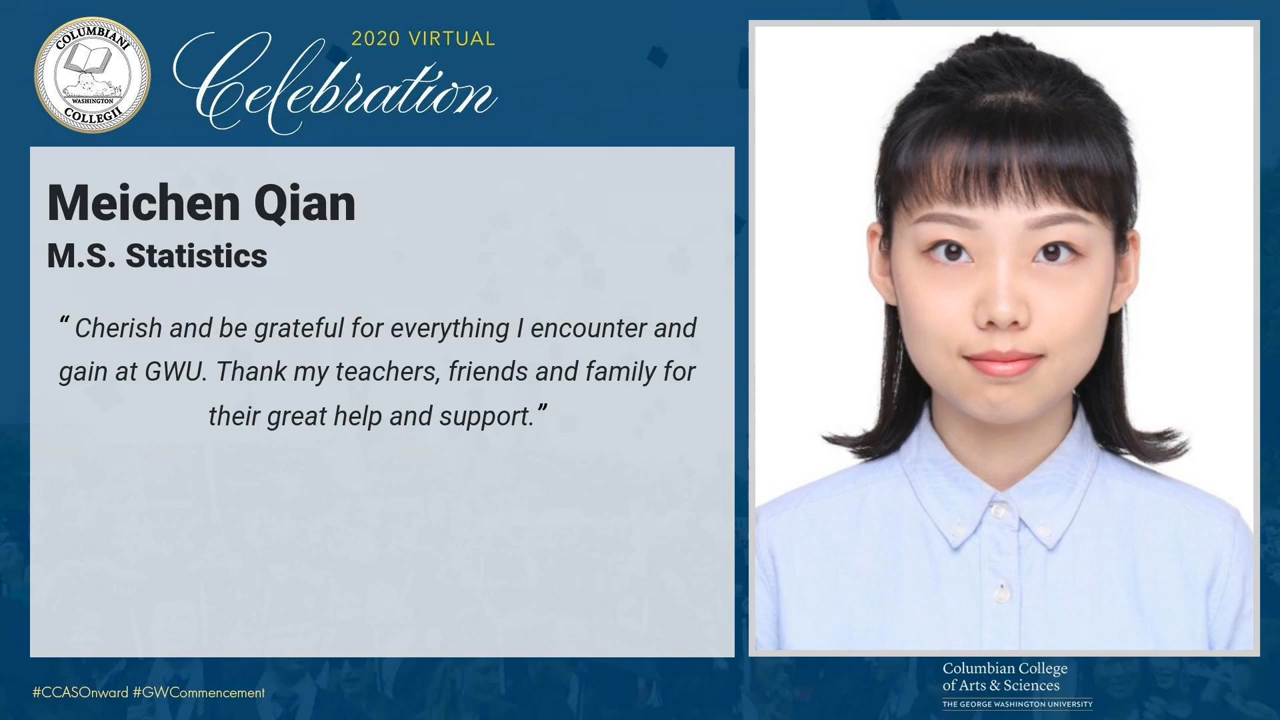 COLUMBIANI
WASHINGTON
COLLEGII
2020 VIRTUAL
Celebration
Meichen Qian
M.S. Statistics
“ Cherish and be grateful for everything I encounter and
gain at GWU. Thank my teachers, friends and family for
their great help and support.”
#CCASOnward #GWCommencement
Columbian College
of Arts & Sciences
THE GEORGE WASHINGTON UNIVERSITY